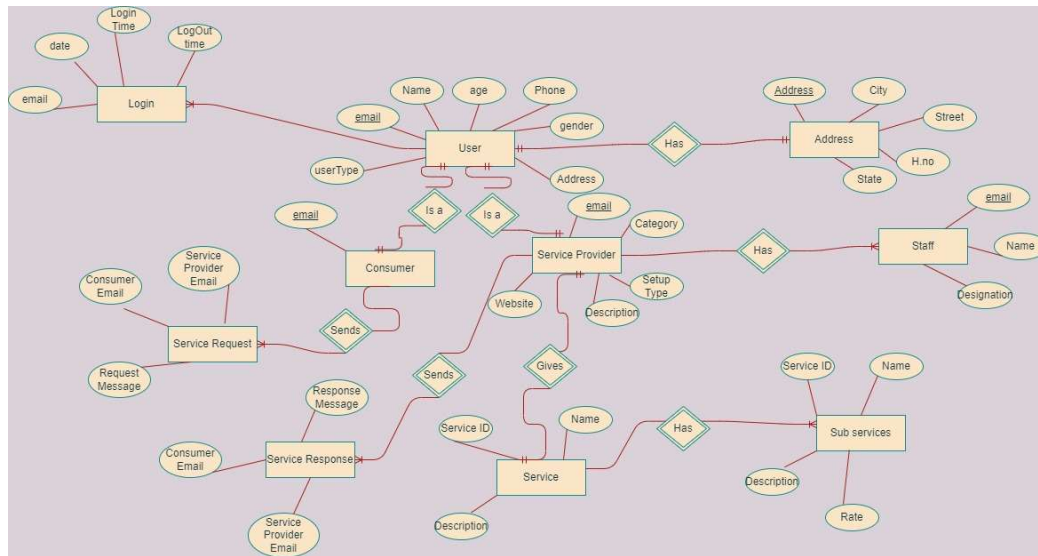 Login
Time
LogOut
time
date
email
Login
Name
age
Phone
email
gender
User
userType
Address
Has
Address
City
Street
Address
H.no
State
Is a
Is a
email
email
Category
Consumer
Service Provider
Website
Setup
Type
Description
Has
email
Staff
Name
Designation
Service
Provider
Email
Consumer
Email
Service Request
Request
Message
Sends
Sends
Gives
Response
Message
Consumer
Email
Service Response
Service
Provider
Email
Service ID
Name
Service
Description
Has
Service ID
Name
Sub services
Description
Rate